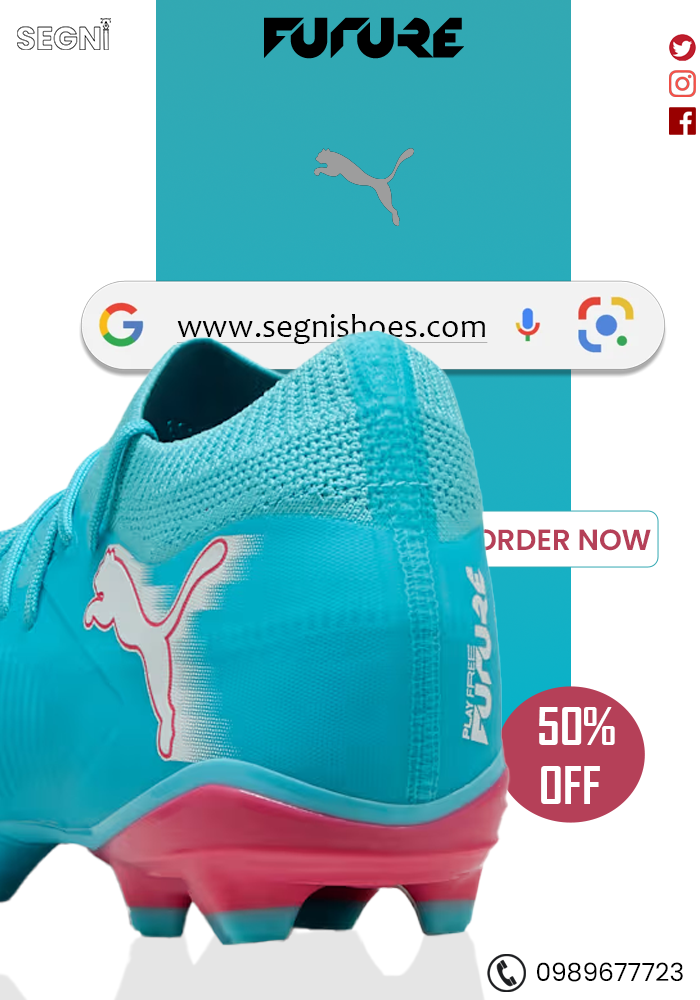 SEGNi
FUTURE
www.segnishoes.com
ORDER NOW
PLAY FREE
FUTURE
50%
OFF
0989677723